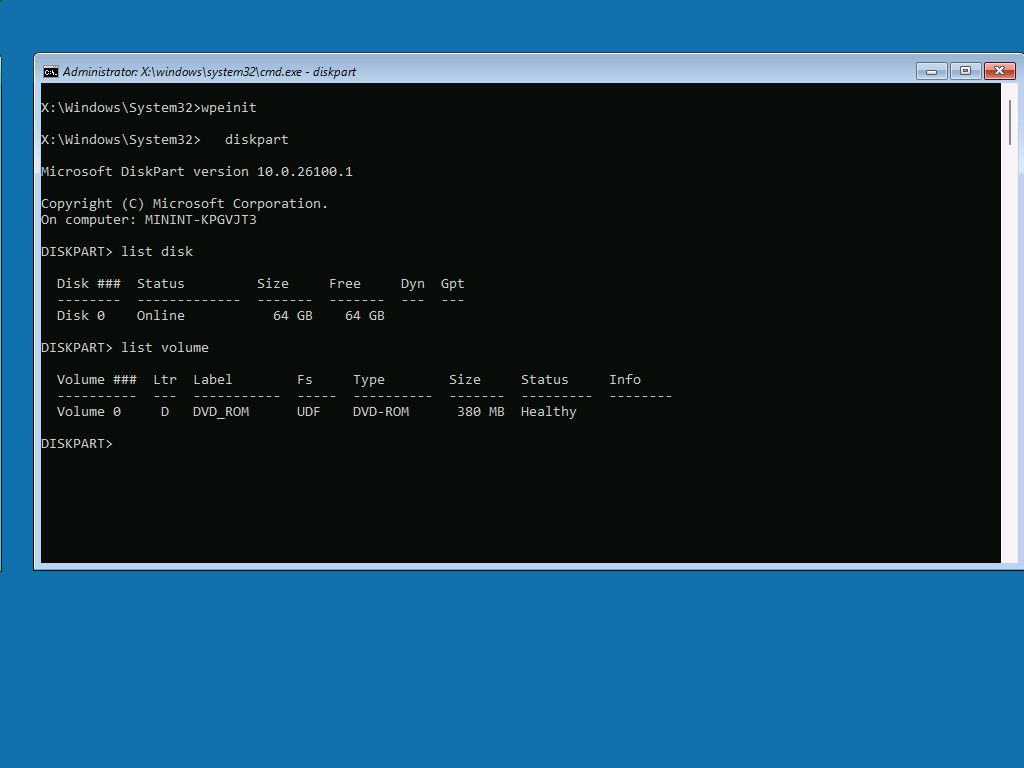 Administrator: X:\windows\system32\cmd.exe - diskpart
X:\Windows\System32>wpeinit
X:\Windows\System32>   diskpart
Microsoft DiskPart version 10.0.26100.1
Copyright (C) Microsoft Corporation.
On computer: MININT-KPGVJT3
DISKPART> list disk
  Disk ###  Status         Size     Free     Dyn  Gpt
  --------  -------------  -------  -------  ---  ---
  Disk 0    Online           64 GB    64 GB
DISKPART> list volume
  Volume ###  Ltr  Label        Fs     Type        Size     Status     Info
  ----------  ---  -----------  -----  ----------  -------  ---------  --------
  Volume 0     D   DVD_ROM      UDF    DVD-ROM      380 MB  Healthy
DISKPART>